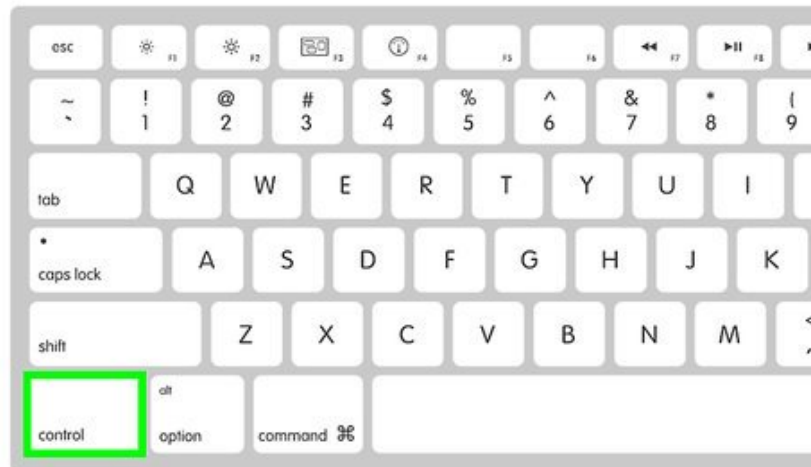 esc F1 F2 F3 F4 F5 F6 F7 F8
~ ! @ # $ % ^ & * (
` 1 2 3 4 5 6 7 8 9
tab Q W E R T Y U I
caps lock A S D F G H J K
shift Z X C V B N M <
alt
control option command ⌘